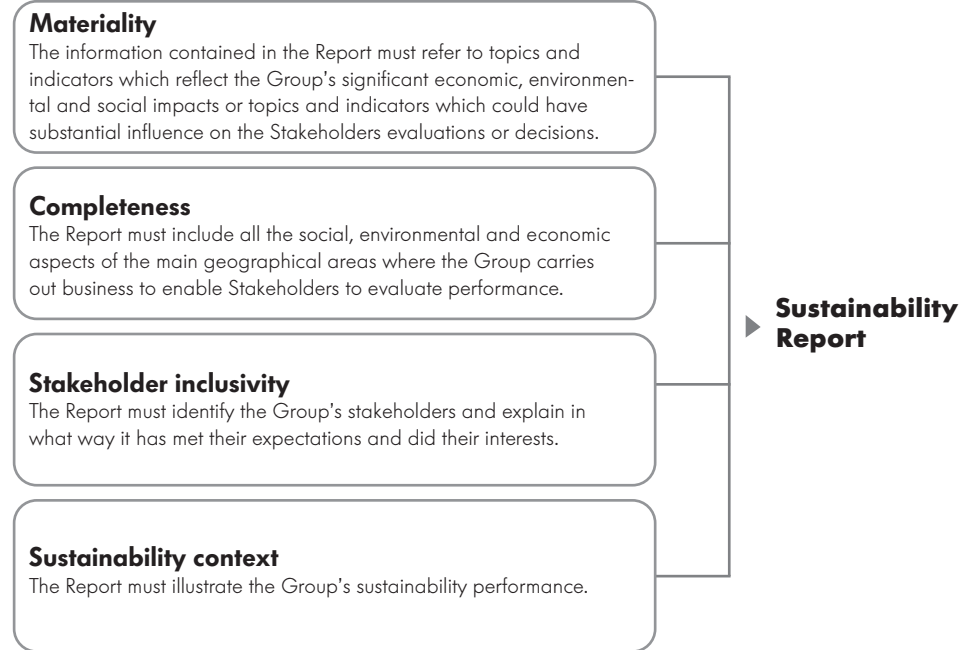 Materiality
The information contained in the Report must refer to topics and
indicators which reflect the Group's significant economic, environmen-
tal and social impacts or topics and indicators which could have
substantial influence on the Stakeholders evaluations or decisions.
Completeness
The Report must include all the social, environmental and economic
aspects of the main geographical areas where the Group carries
out business to enable Stakeholders to evaluate performance.
Stakeholder inclusivity
The Report must identify the Group's stakeholders and explain in
what way it has met their expectations and did their interests.
Sustainability context
The Report must illustrate the Group's sustainability performance.
Sustainability
Report